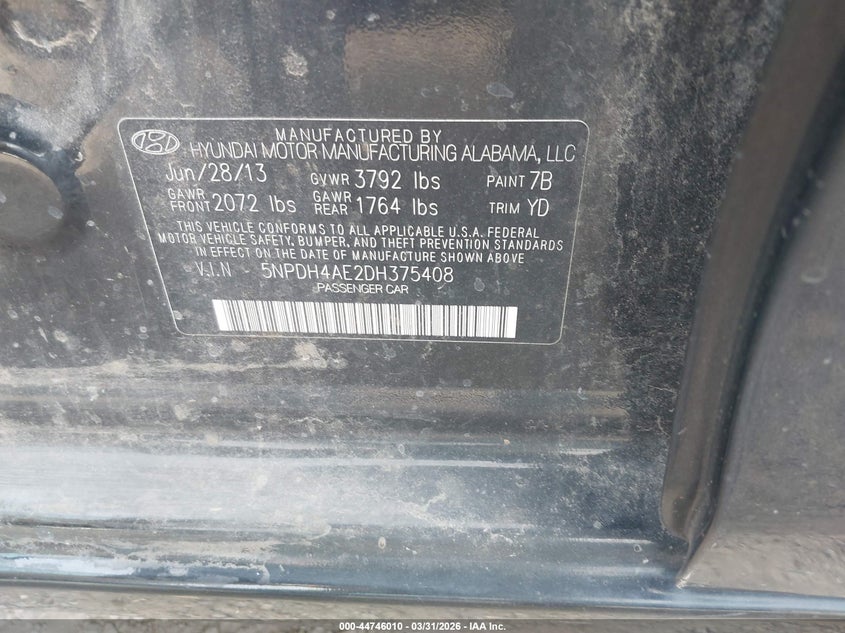 MANUFACTURED BY
HYUNDAI MOTOR MANUFACTURING ALABAMA, LLC
Jun/28/13 GVWR 3792 lbs PAINT 7B
GAWR FRONT 2072 lbs GAWR REAR 1764 lbs TRIM YD
THIS VEHICLE CONFORMS TO ALL APPLICABLE U.S.A. FEDERAL
MOTOR VEHICLE SAFETY, BUMPER, AND THEFT PREVENTION STANDARDS
IN EFFECT ON THE DATE OF MANUFACTURE SHOWN ABOVE.
V.I.N - 5NPDH4AE2DH375408
PASSENGER CAR
000-44746010 - 03/31/2026 - IAA Inc.